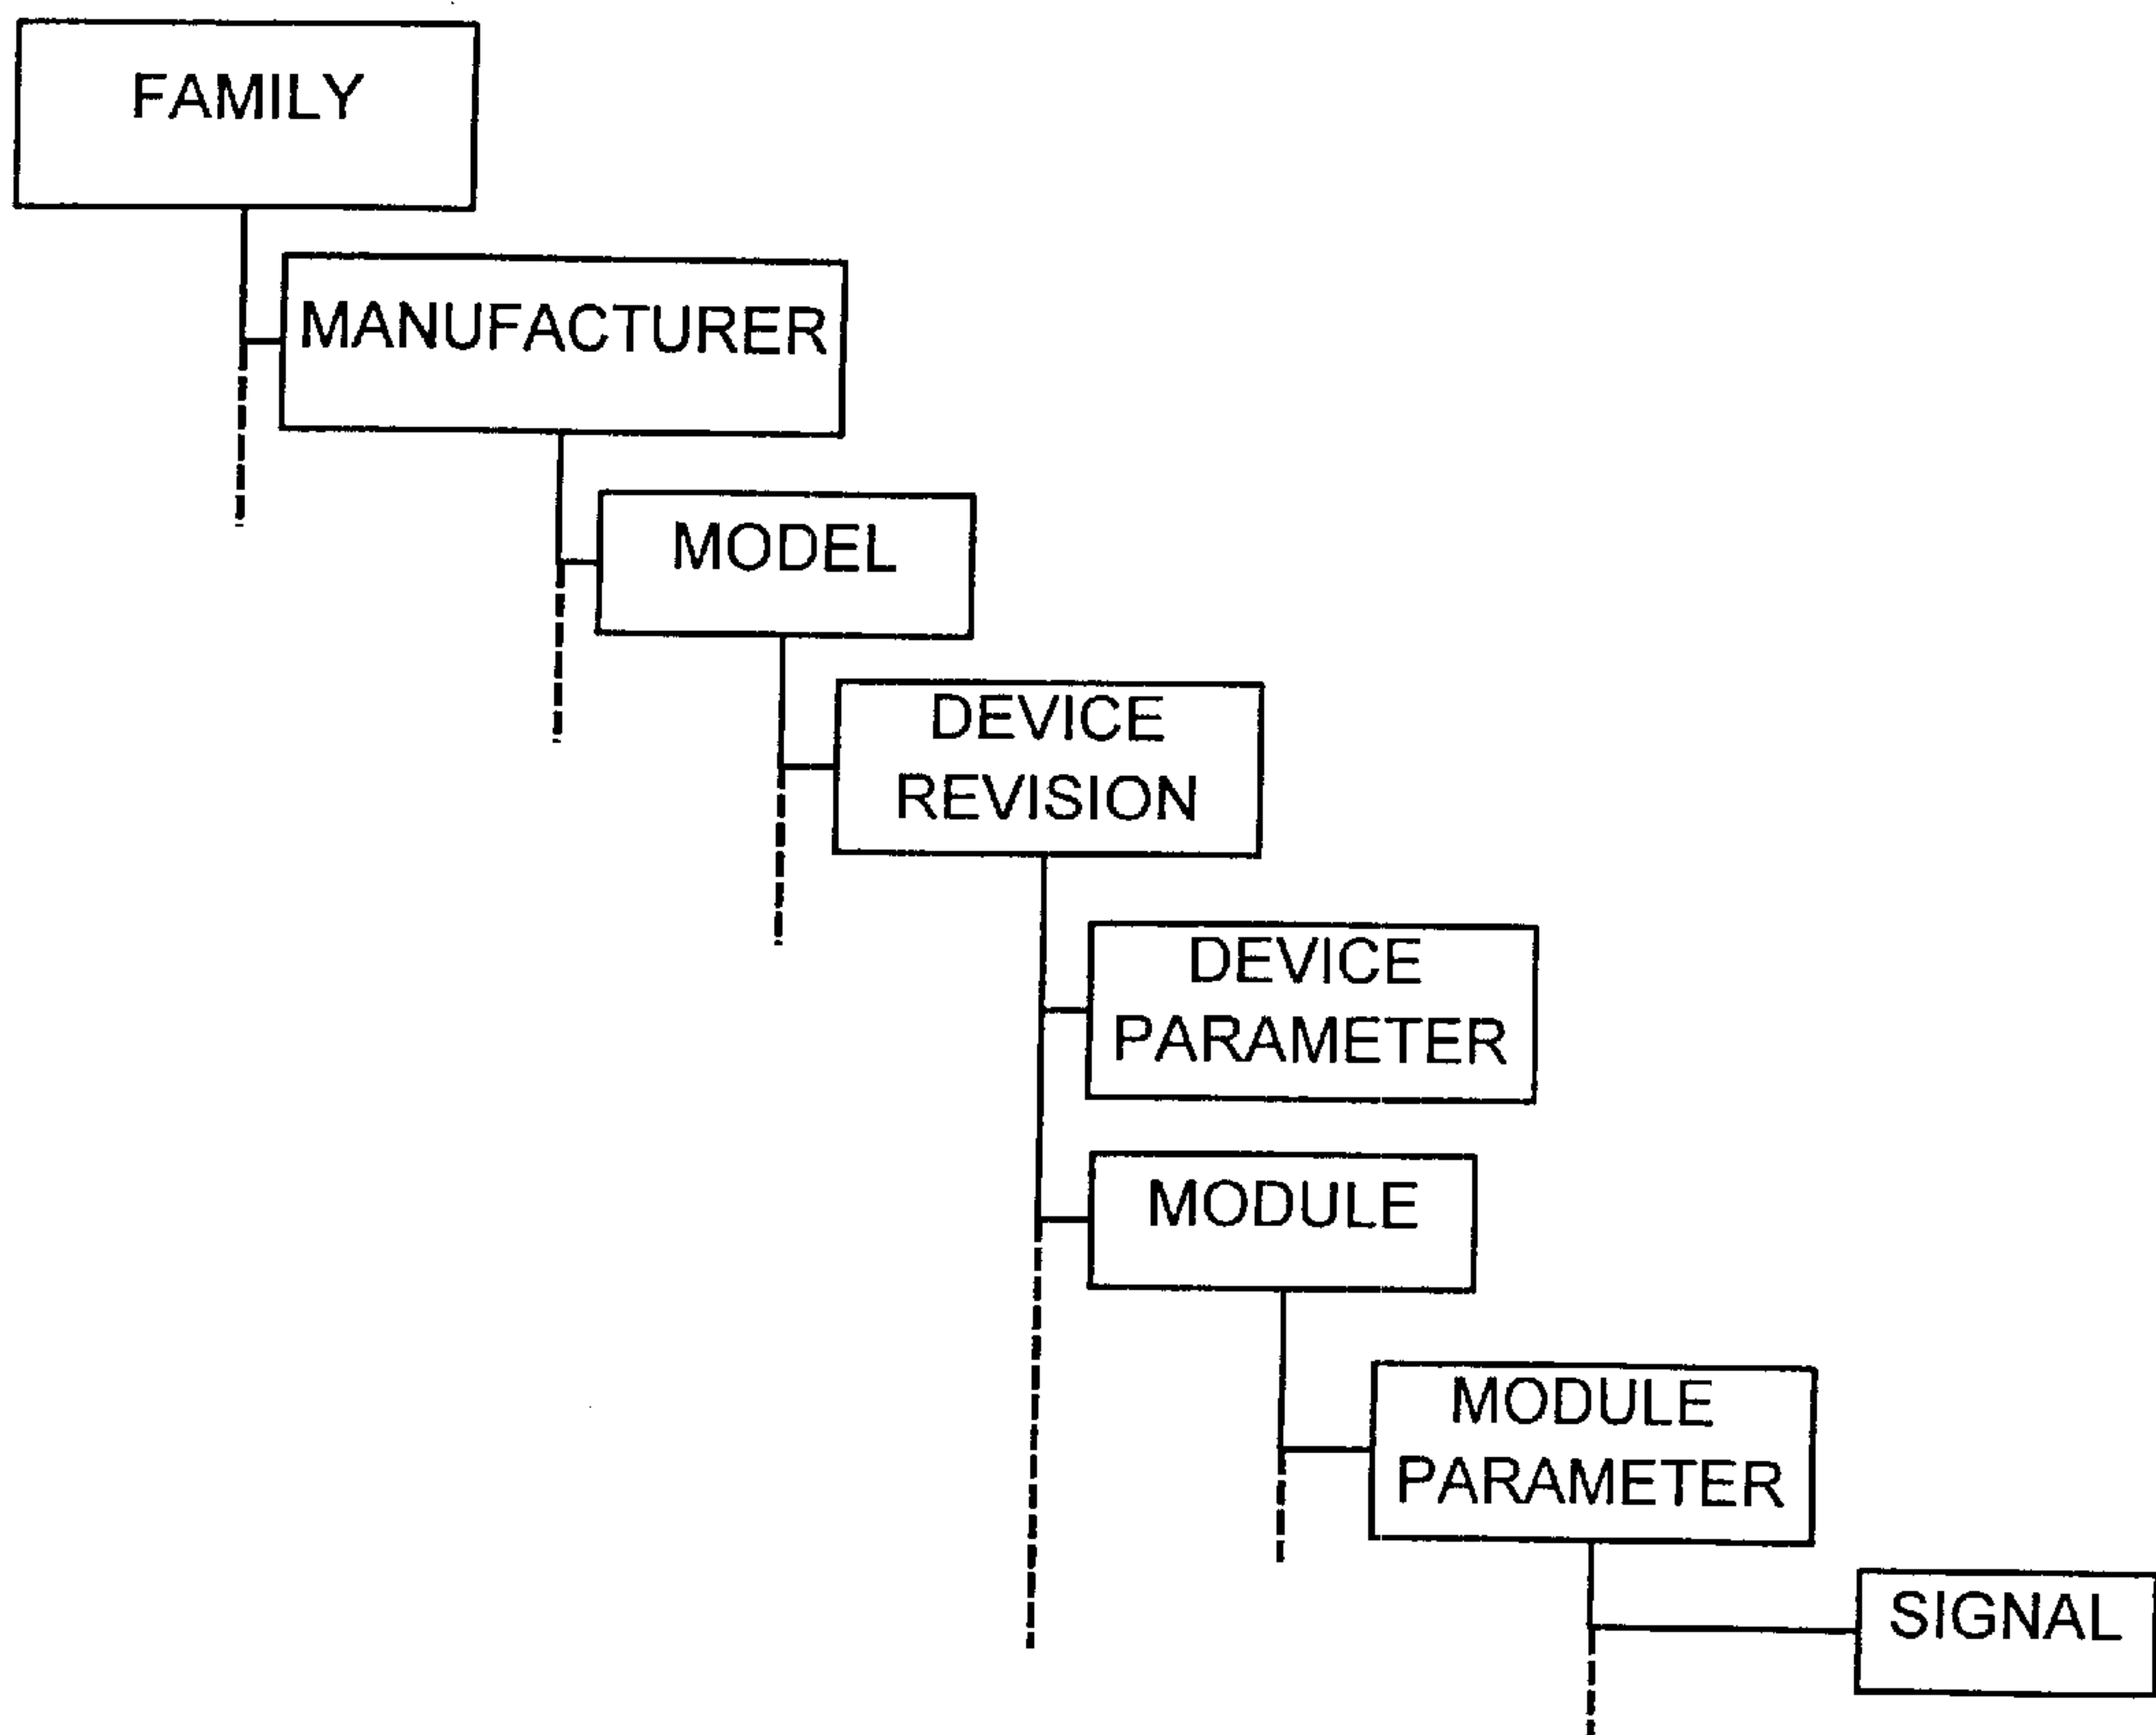 FAMILY
MANUFACTURER
MODEL
DEVICE
REVISION
DEVICE
PARAMETER
MODULE
MODULE
PARAMETER
SIGNAL